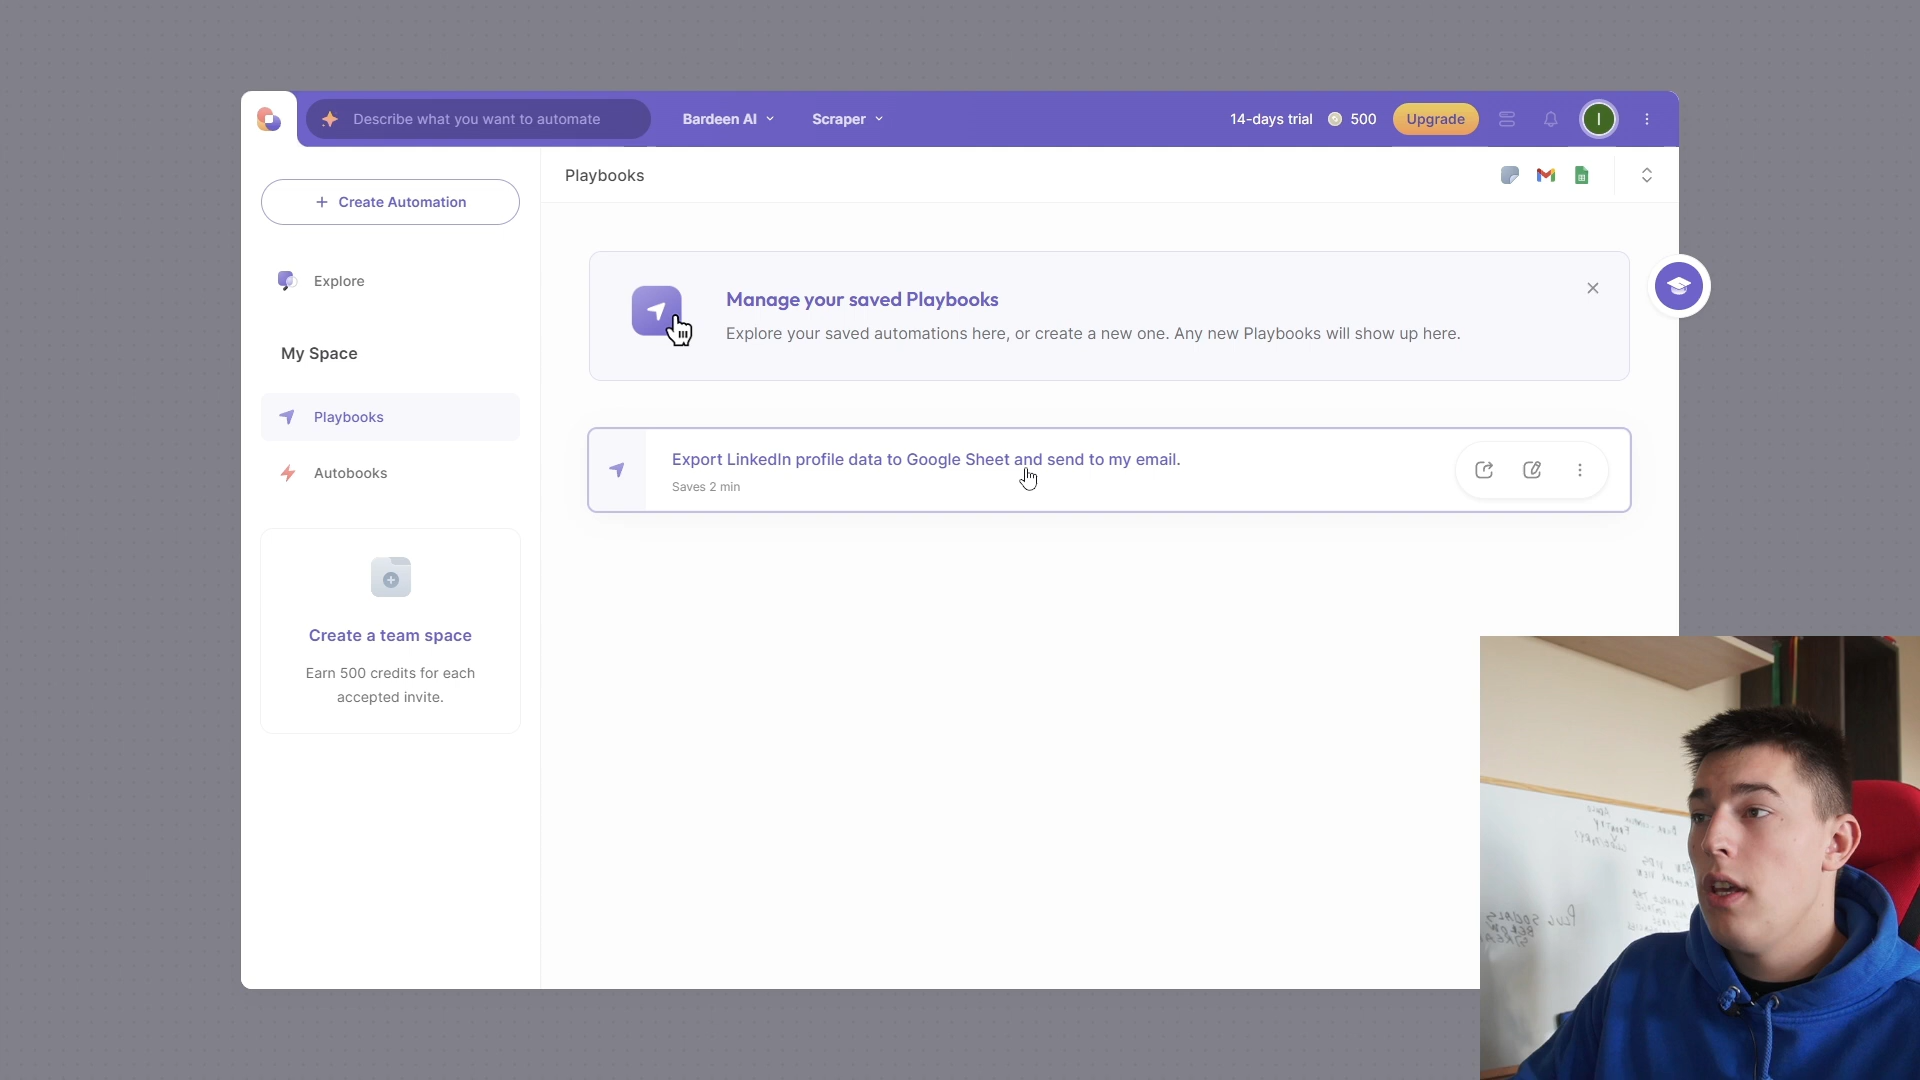 Describe what you want to automate
Bardeen AI
Scraper
14-days trial
500
Upgrade
I
Create Automation
Explore
My Space
Playbooks
Autobooks
Create a team space
Earn 500 credits for each
accepted invite.
Playbooks
Manage your saved Playbooks
Explore your saved automations here, or create a new one. Any new Playbooks will show up here.
Export LinkedIn profile data to Google Sheet and send to my email.
Saves 2 min